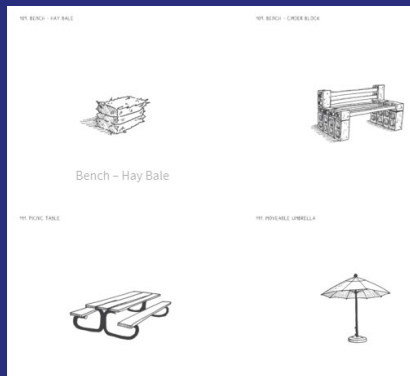 BENCH - HAY BALE
BENCH - CINDER BLOCK
Bench – Hay Bale
PICNIC TABLE
MOVEABLE UMBRELLA